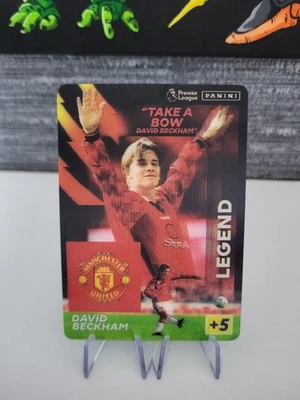 Premier
League
PANINI
"TAKE A
BOW
DAVID BECKHAM"
LEGEND
MANCHESTER
UNITED
DAVID
BECKHAM
+5